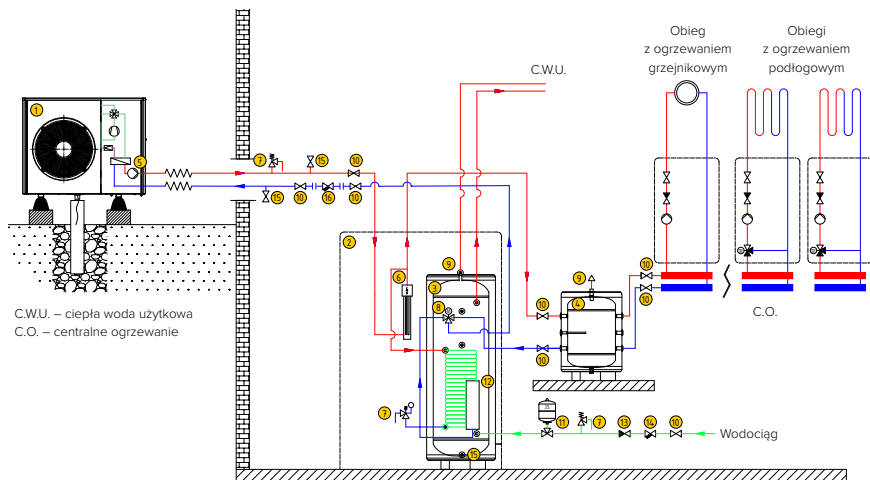 Obieg
z ogrzewaniem
grzejnikowym
Obiegi
z ogrzewaniem
podłogowym
C.W.U.
1
5
7
15
10
15
10
16
10
2
9
3
6
8
9
4
10
10
10
10
C.W.U. – ciepła woda użytkowa
C.O. – centralne ogrzewanie
C.O.
12
7
11
7
13
14
10
Wodociąg
15